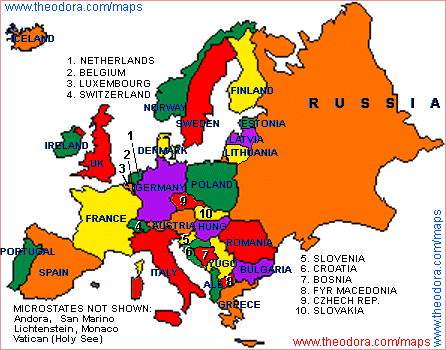 www.theodora.com/maps
ICELAND
1. NETHERLANDS
2. BELGIUM
3. LUXEMBOURG
4. SWITZERLAND
NORWAY
SWEDEN
FINLAND
RUSSIA
ESTONIA
LATVIA
LITHUANIA
IRELAND
UK
1
2
3
DENMARK
GERMANY
POLAND
9
10
FRANCE
4
AUSTRIA
HUNG
ROMANIA
5
6
7
YUGO
BULGARIA
PORTUGAL
SPAIN
ITALY
ALB
8
GREECE
5. SLOVENIA
6. CROATIA
7. BOSNIA
8. FYR MACEDONIA
9. CZHECH REP.
10. SLOVAKIA
MICROSTATES NOT SHOWN:
Andora, San Marino
Lichtenstein, Monaco
Vatican (Holy See)
www.theodora.com/maps
www.theodora.com/maps